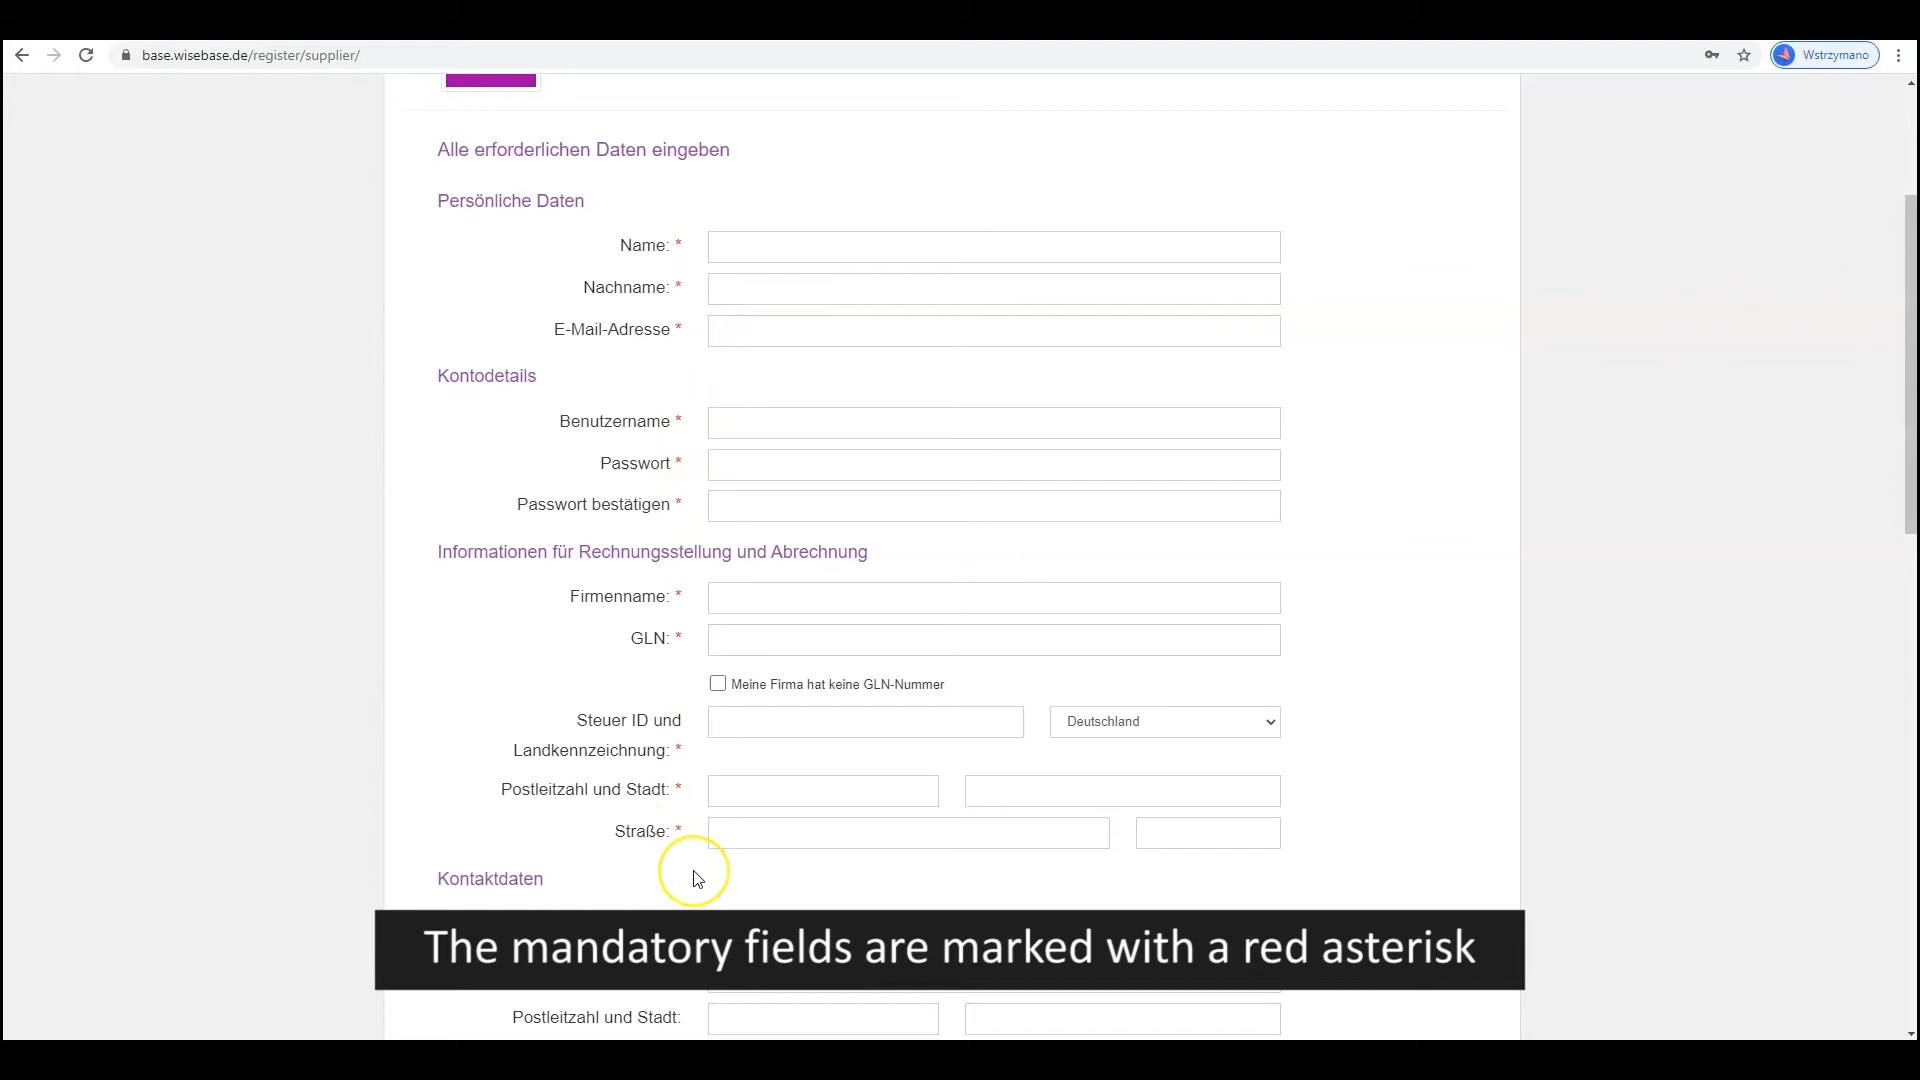 base.wisebase.de/register/supplier/
Wstrzymano
Alle erforderlichen Daten eingeben
Persönliche Daten
Name: *
Nachname: *
E-Mail-Adresse *
Kontodetails
Benutzername *
Passwort *
Passwort bestätigen *
Informationen für Rechnungsstellung und Abrechnung
Firmenname: *
GLN: *
Meine Firma hat keine GLN-Nummer
Steuer ID und
Landkennzeichnung: *
Deutschland
Postleitzahl und Stadt: *
Straße: *
Kontaktdaten
The mandatory fields are marked with a red asterisk
Postleitzahl und Stadt: